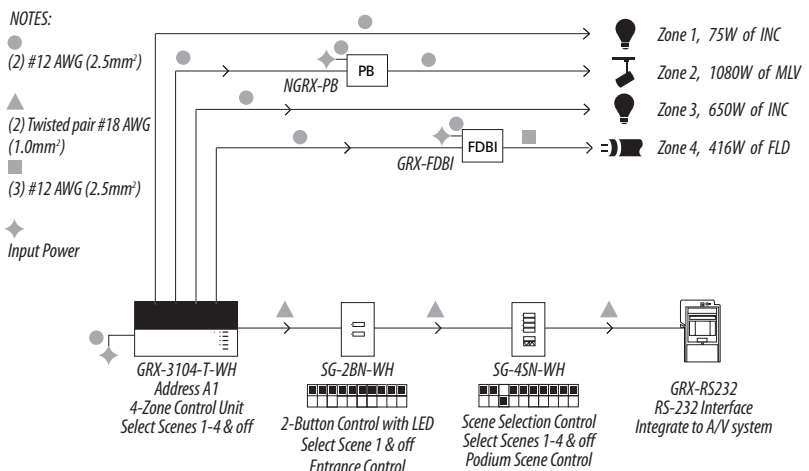 NOTES:
(2) #12 AWG (2.5mm²)
(2) Twisted pair #18 AWG
(1.0mm²)
(3) #12 AWG (2.5mm²)
Input Power
PB
NGRX-PB
FDBI
GRX-FDBI
Zone 1, 75W of INC
Zone 2, 1080W of MLV
Zone 3, 650W of INC
Zone 4, 416W of FLD
GRX-3104-T-WH
Address A1
4-Zone Control Unit
Select Scenes 1-4 & off
SG-2BN-WH
2-Button Control with LED
Select Scene 1 & off
Entrance Control
SG-4SN-WH
Scene Selection Control
Select Scenes 1-4 & off
Podium Scene Control
GRX-RS232
RS-232 Interface
Integrate to A/V system